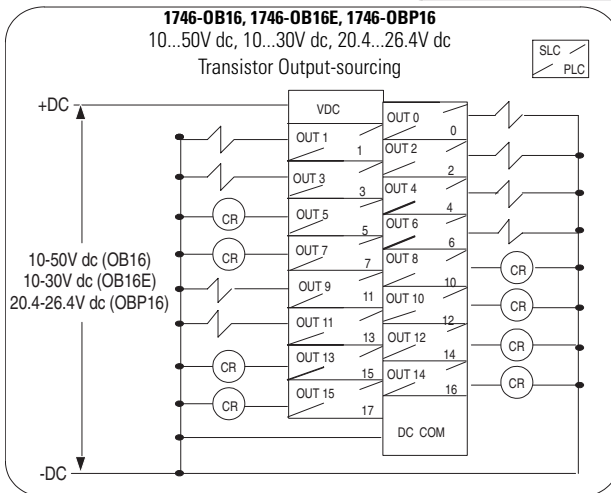 1746-OB16, 1746-OB16E, 1746-OBP16
10...50V dc, 10...30V dc, 20.4...26.4V dc
Transistor Output-sourcing
SLC
PLC
+DC
VDC
OUT 0
0
OUT 1
1
OUT 2
2
OUT 3
3
OUT 4
4
CR
OUT 5
5
OUT 6
6
CR
OUT 7
7
OUT 8
10
CR
10-50V dc (OB16)
10-30V dc (OB16E)
20.4-26.4V dc (OBP16)
OUT 9
11
OUT 10
12
CR
OUT 11
13
OUT 12
14
CR
CR
OUT 13
15
OUT 14
16
CR
CR
OUT 15
17
DC COM
-DC